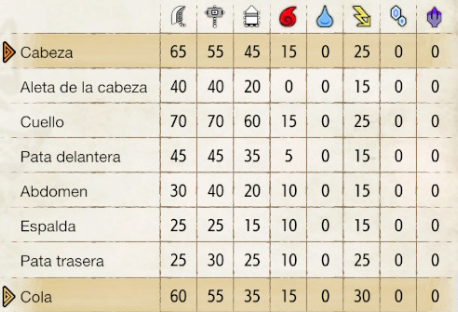 Cabeza 65 55 45 15 0 25 0 0
Aleta de la cabeza 40 40 20 0 0 15 0 0
Cuello 70 70 60 15 0 25 0 0
Pata delantera 45 45 35 5 0 15 0 0
Abdomen 30 40 20 10 0 15 0 0
Espalda 25 25 15 10 0 15 0 0
Pata trasera 25 30 25 10 0 25 0 0
Cola 60 55 35 15 0 30 0 0